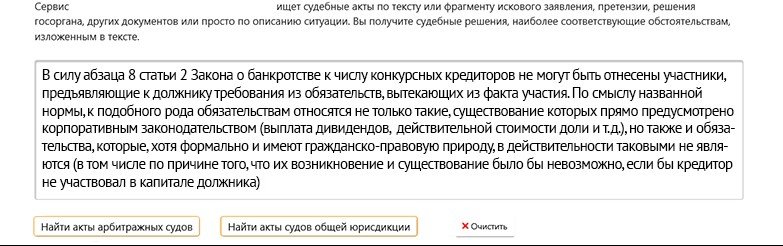 Сервис ищет судебные акты по тексту или фрагменту искового заявления, претензии, решения
госоргана, других документов или просто по описанию ситуации. Вы получите судебные решения, наиболее соответствующие обстоятельствам,
изложенным в тексте.
В силу абзаца 8 статьи 2 Закона о банкротстве к числу конкурсных кредиторов не могут быть отнесены участники,
предъявляющие к должнику требования из обязательств, вытекающих из факта участия. По смыслу названной
нормы, к подобного рода обязательствам относятся не только такие, существование которых прямо предусмотрено
корпоративным законодательством (выплата дивидендов, действительной стоимости доли и т.д.), но также и обяза-
тельства, которые, хотя формально и имеют гражданско-правовую природу, в действительности таковыми не явля-
ются (в том числе по причине того, что их возникновение и существование было бы невозможно, если бы кредитор
не участвовал в капитале должника)
Найти акты арбитражных судов Найти акты судов общей юрисдикции × Очистить